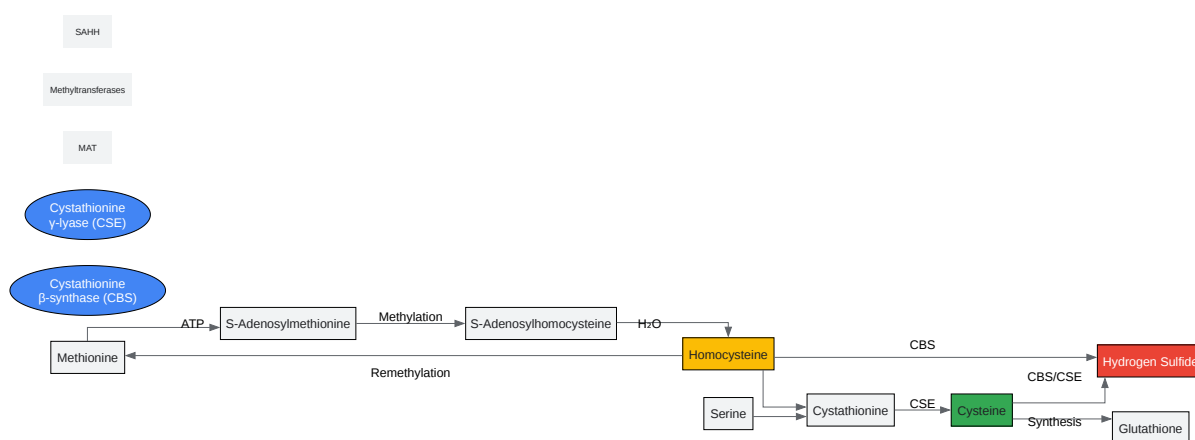 SAHH
Methyltransferases
MAT
Cystathionine
γ-lyase (CSE)
Cystathionine
β-synthase (CBS)
ATP
S-Adenosylmethionine
Methylation
S-Adenosylhomocysteine
H₂O
Methionine
Remethylation
Homocysteine
CBS
Hydrogen Sulfide
CBS/CSE
Serine
Cystathionine
CSE
Cysteine
Synthesis
Glutathione